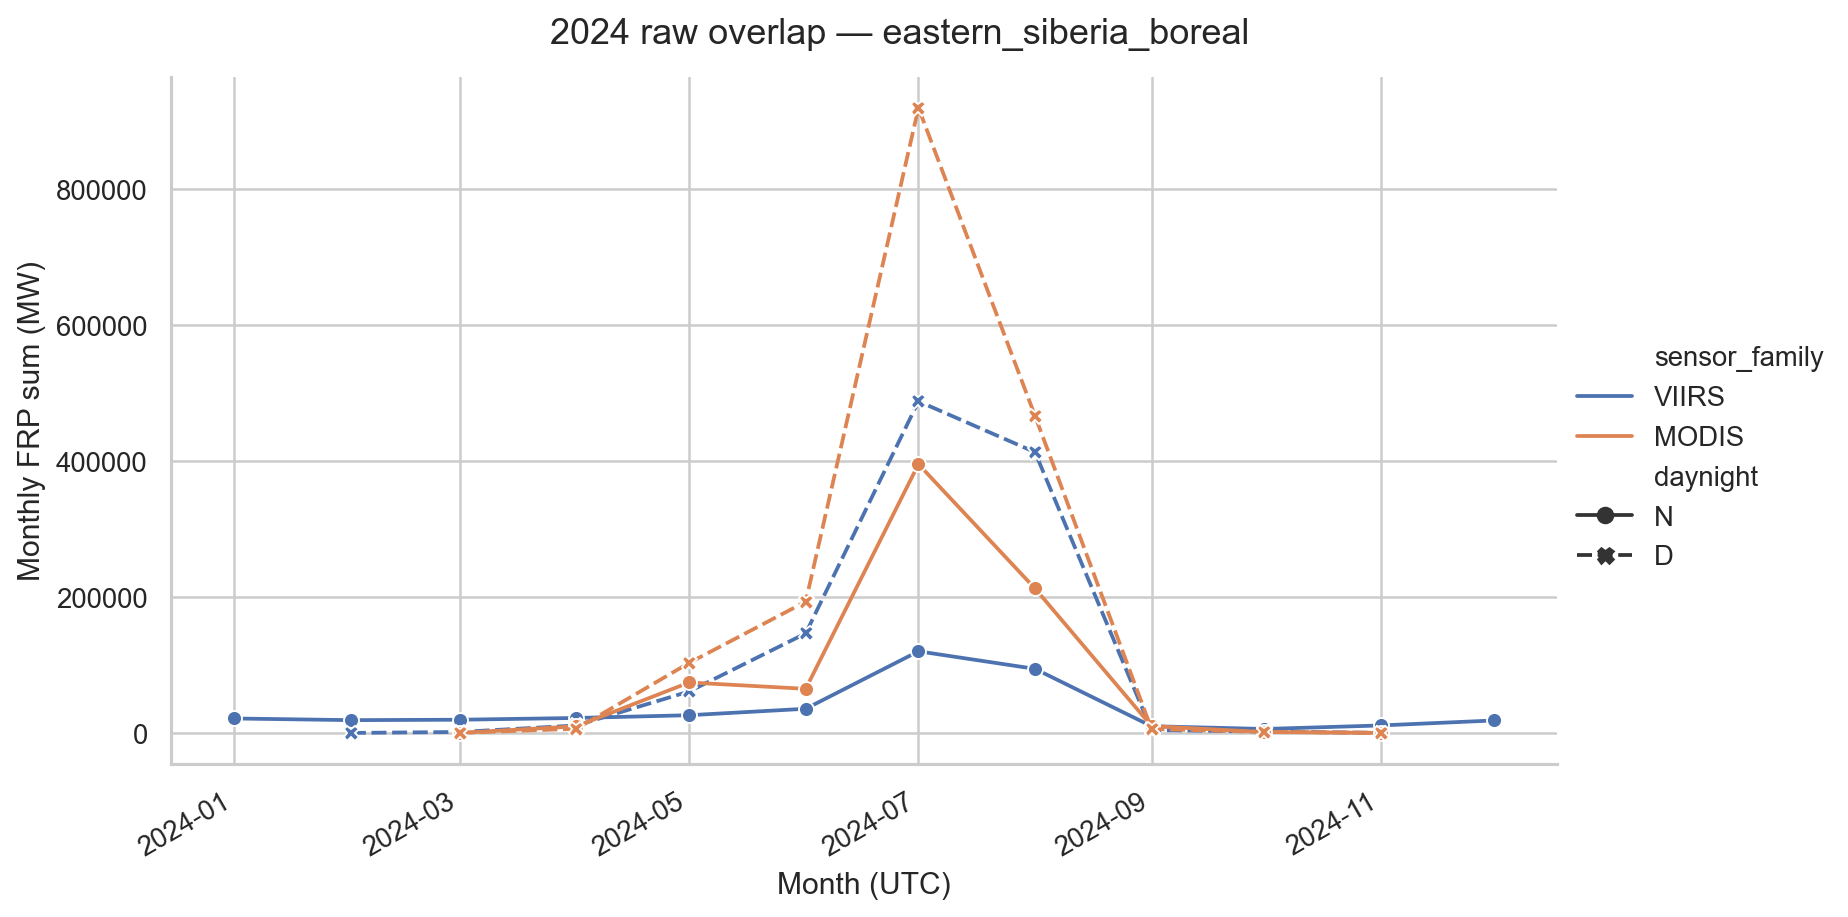 2024 raw overlap — eastern_siberia_boreal
Monthly FRP sum (MW)
800000
600000
400000
200000
0
2024-01
2024-03
2024-05
2024-07
2024-09
2024-11
Month (UTC)
sensor_family
VIIRS
MODIS
daynight
N
D